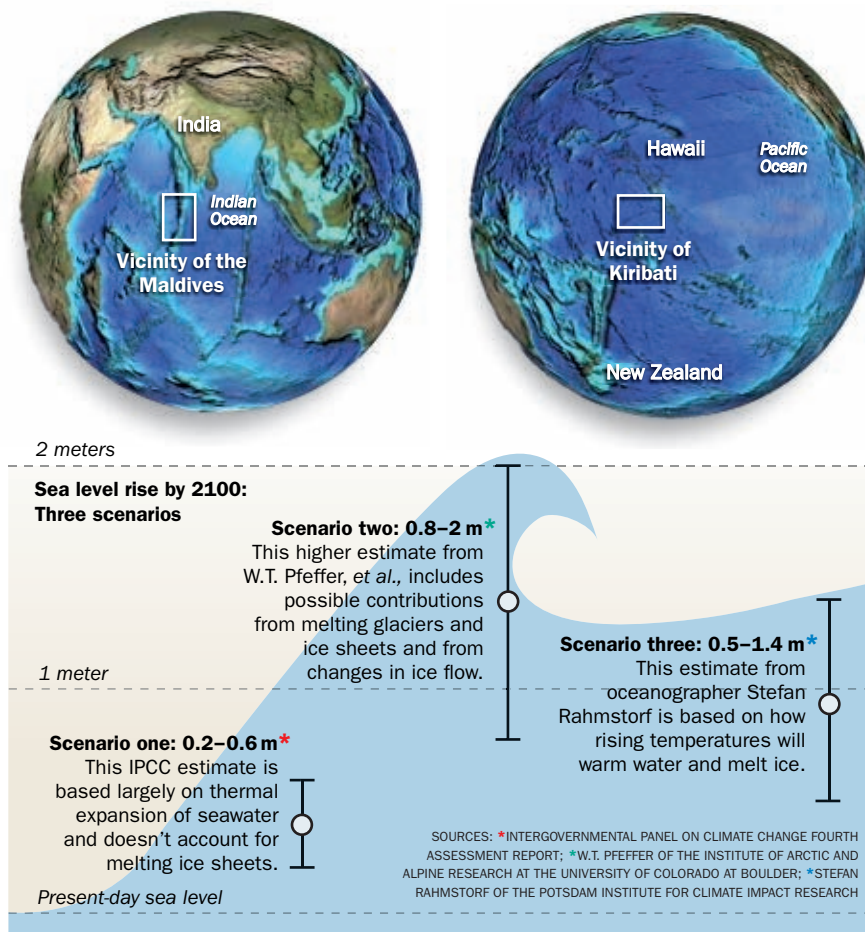 India
Indian
Ocean
Vicinity of the
Maldives
Hawaii
Pacific
Ocean
Vicinity of
Kiribati
New Zealand
2 meters
Sea level rise by 2100:
Three scenarios
Scenario two: 0.8–2 m*
This higher estimate from
W.T. Pfeffer, et al., includes
possible contributions
from melting glaciers and
ice sheets and from
changes in ice flow.
Scenario three: 0.5–1.4 m*
This estimate from
oceanographer Stefan
Rahmstorf is based on how
rising temperatures will
warm water and melt ice.
1 meter
Scenario one: 0.2–0.6 m*
This IPCC estimate is
based largely on thermal
expansion of seawater
and doesn't account for
melting ice sheets.
SOURCES: *INTERGOVERNMENTAL PANEL ON CLIMATE CHANGE FOURTH
ASSESSMENT REPORT; *W.T. PFEFFER OF THE INSTITUTE OF ARCTIC AND
ALPINE RESEARCH AT THE UNIVERSITY OF COLORADO AT BOULDER; *STEFAN
RAHMSTORF OF THE POTSDAM INSTITUTE FOR CLIMATE IMPACT RESEARCH
Present-day sea level